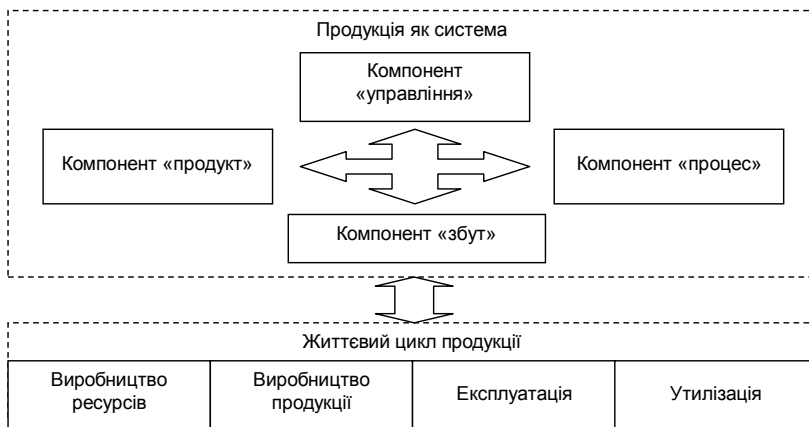 Продукція як система
Компонент
«управління»
Компонент «продукт»
Компонент «процес»
Компонент «збут»
Життєвий цикл продукції
Виробництво
ресурсів
Виробництво
продукції
Експлуатація
Утилізація